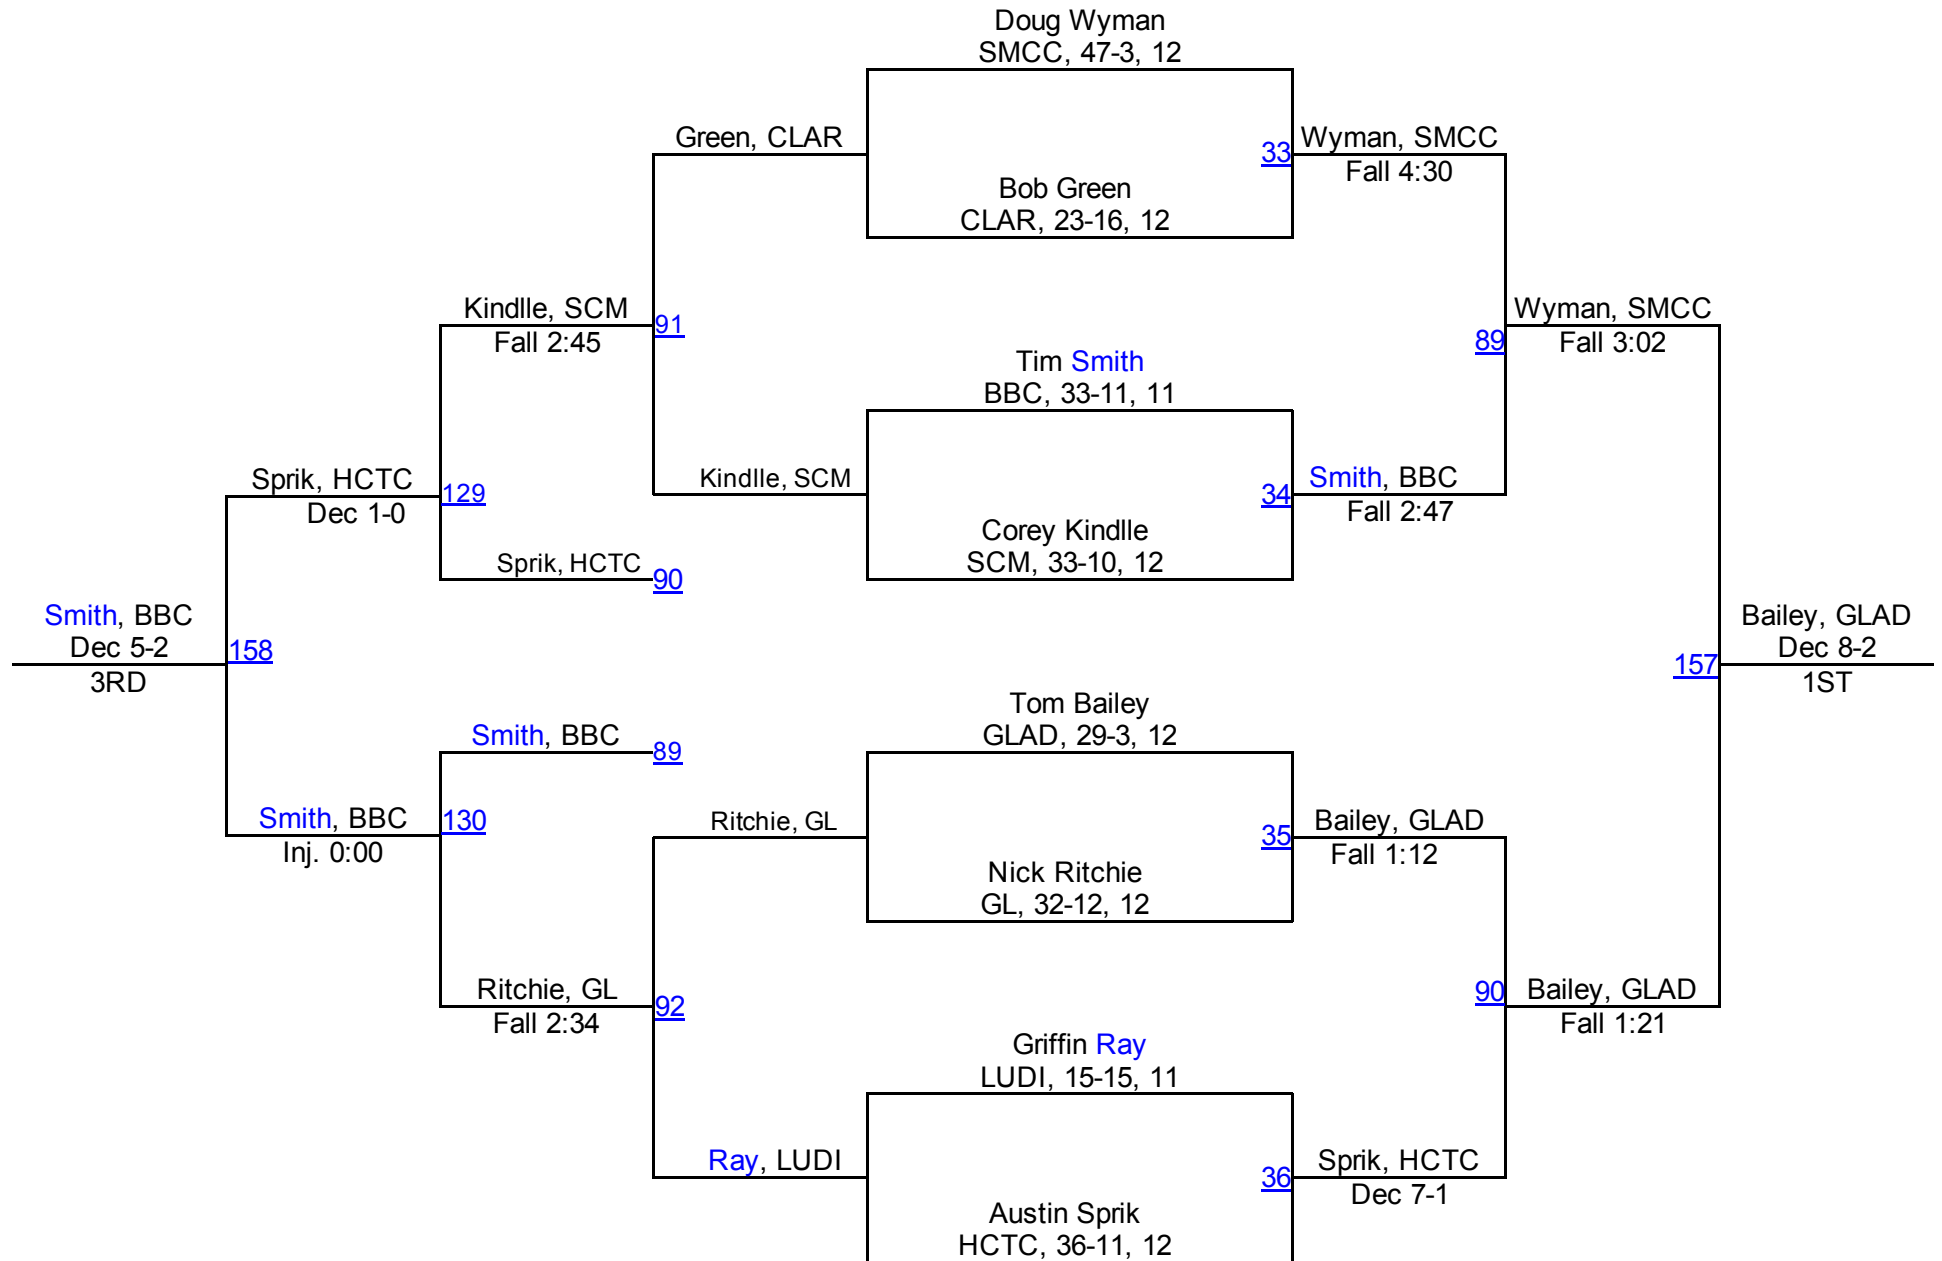 Doug Wyman
SMCC, 47-3, 12
Green, CLAR
33
Wyman, SMCC
Fall 4:30
Bob Green
CLAR, 23-16, 12
Kindlle, SCM
Fall 2:45
91
89
Wyman, SMCC
Fall 3:02
Tim Smith
BBC, 33-11, 11
Sprik, HCTC
Dec 1-0
129
Kindlle, SCM
34
Smith, BBC
Fall 2:47
Corey Kindlle
SCM, 33-10, 12
Sprik, HCTC
90
Smith, BBC
Dec 5-2
3RD
158
157
Bailey, GLAD
Dec 8-2
1ST
Tom Bailey
GLAD, 29-3, 12
Smith, BBC
89
Smith, BBC
Inj. 0:00
130
Ritchie, GL
35
Bailey, GLAD
Fall 1:12
Nick Ritchie
GL, 32-12, 12
Ritchie, GL
Fall 2:34
92
90
Bailey, GLAD
Fall 1:21
Griffin Ray
LUDI, 15-15, 11
Ray, LUDI
36
Sprik, HCTC
Dec 7-1
Austin Sprik
HCTC, 36-11, 12